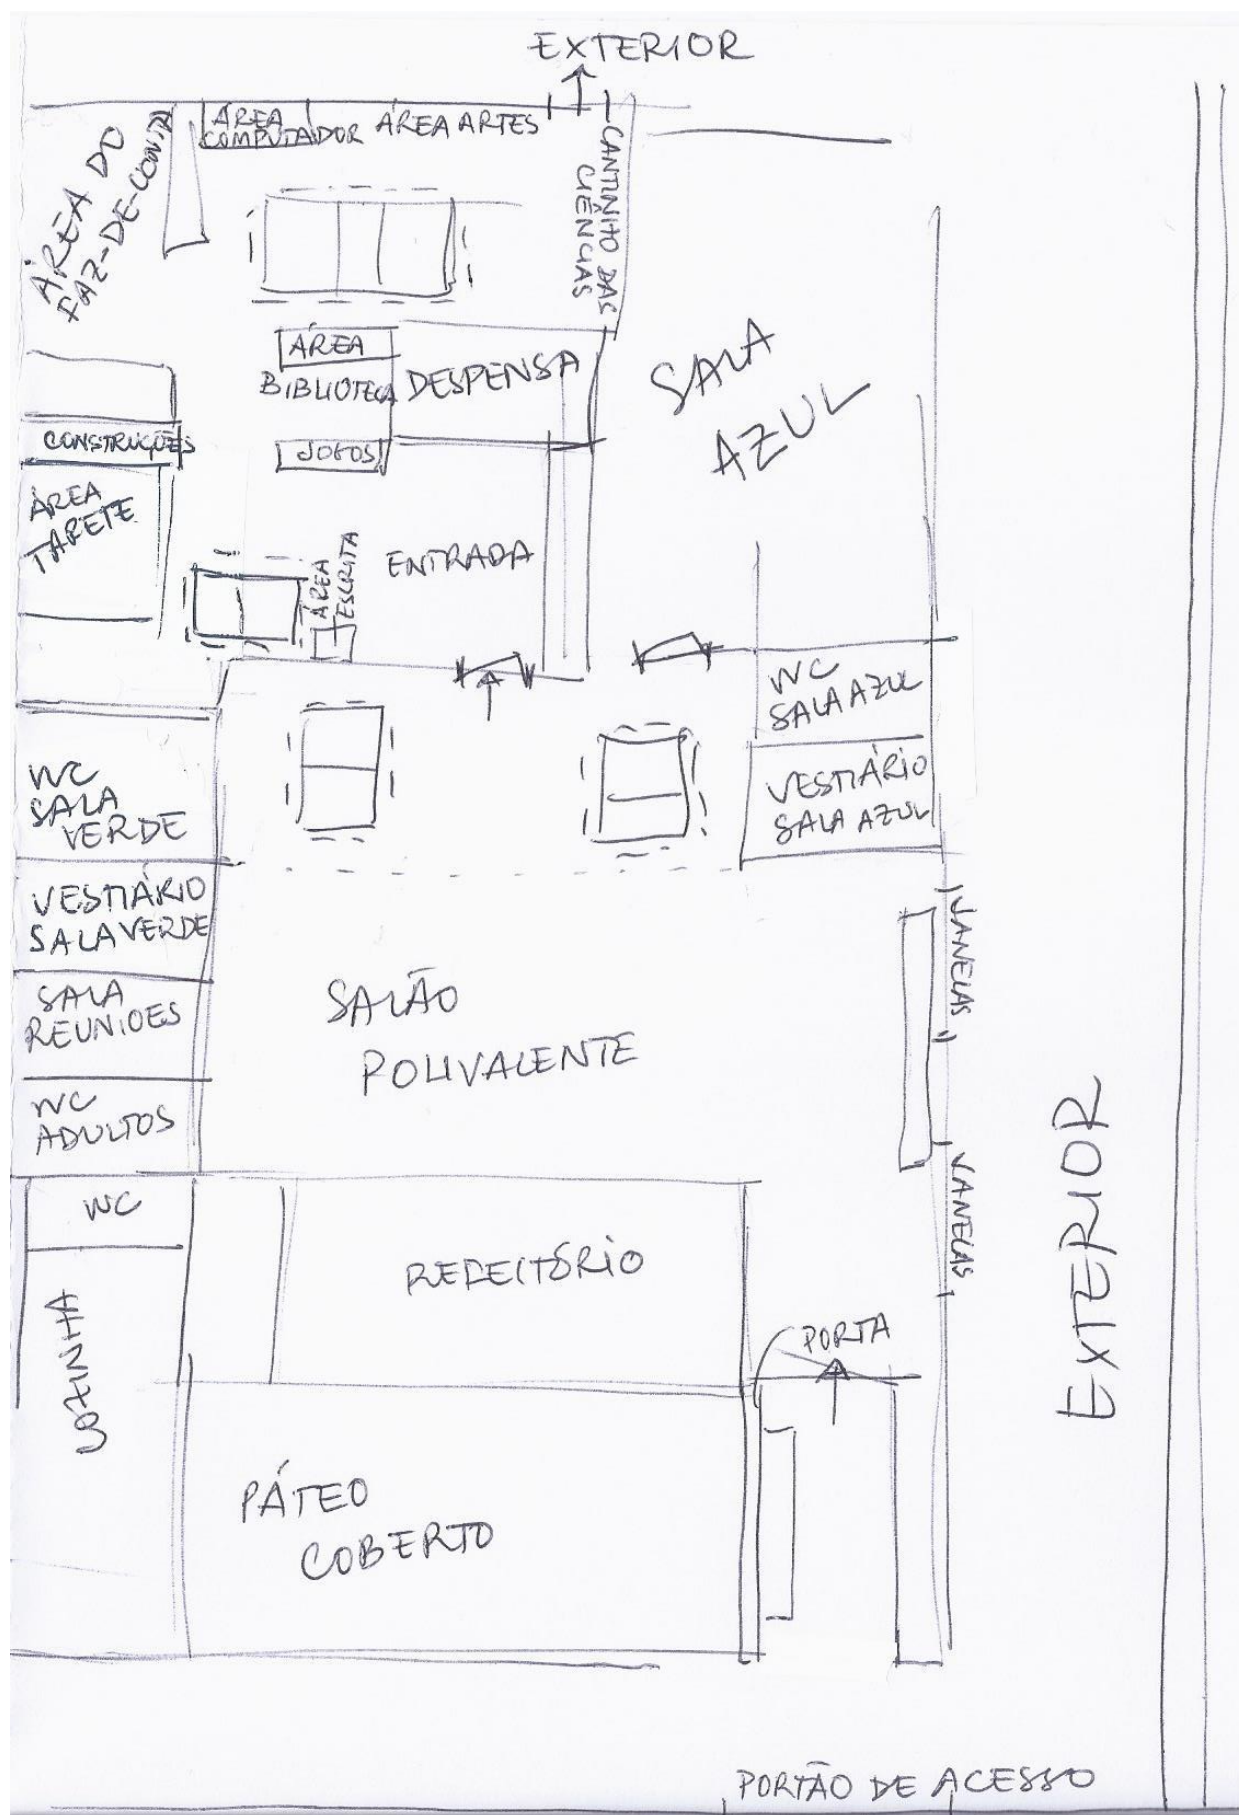 EXTERIOR
ÁREA DO
FAZ-DE-CONTA
ÁREA
COMPUTADOR
ÁREA ARTES
CANTINHO DAS
CIÊNCIAS
ÁREA
BIBLIOTECA
DESPENSA
SALA
AZUL
CONSTRUÇÕES
JOGOS
ÁREA
TAPETE
ENTRADA
ÁREA
ESCRITA
WC
SALA AZUL
VESTIÁRIO
SALA AZUL
WC
SALA
VERDE
VESTIÁRIO
SALA VERDE
JANELAS
SALA
REUNIÕES
SALÃO
POLIVALENTE
WC
ADULTOS
JANELAS
EXTERIOR
WC
REFEITÓRIO
COZINHA
PORTA
PÁTEO
COBERTO
PORTÃO DE ACESSO